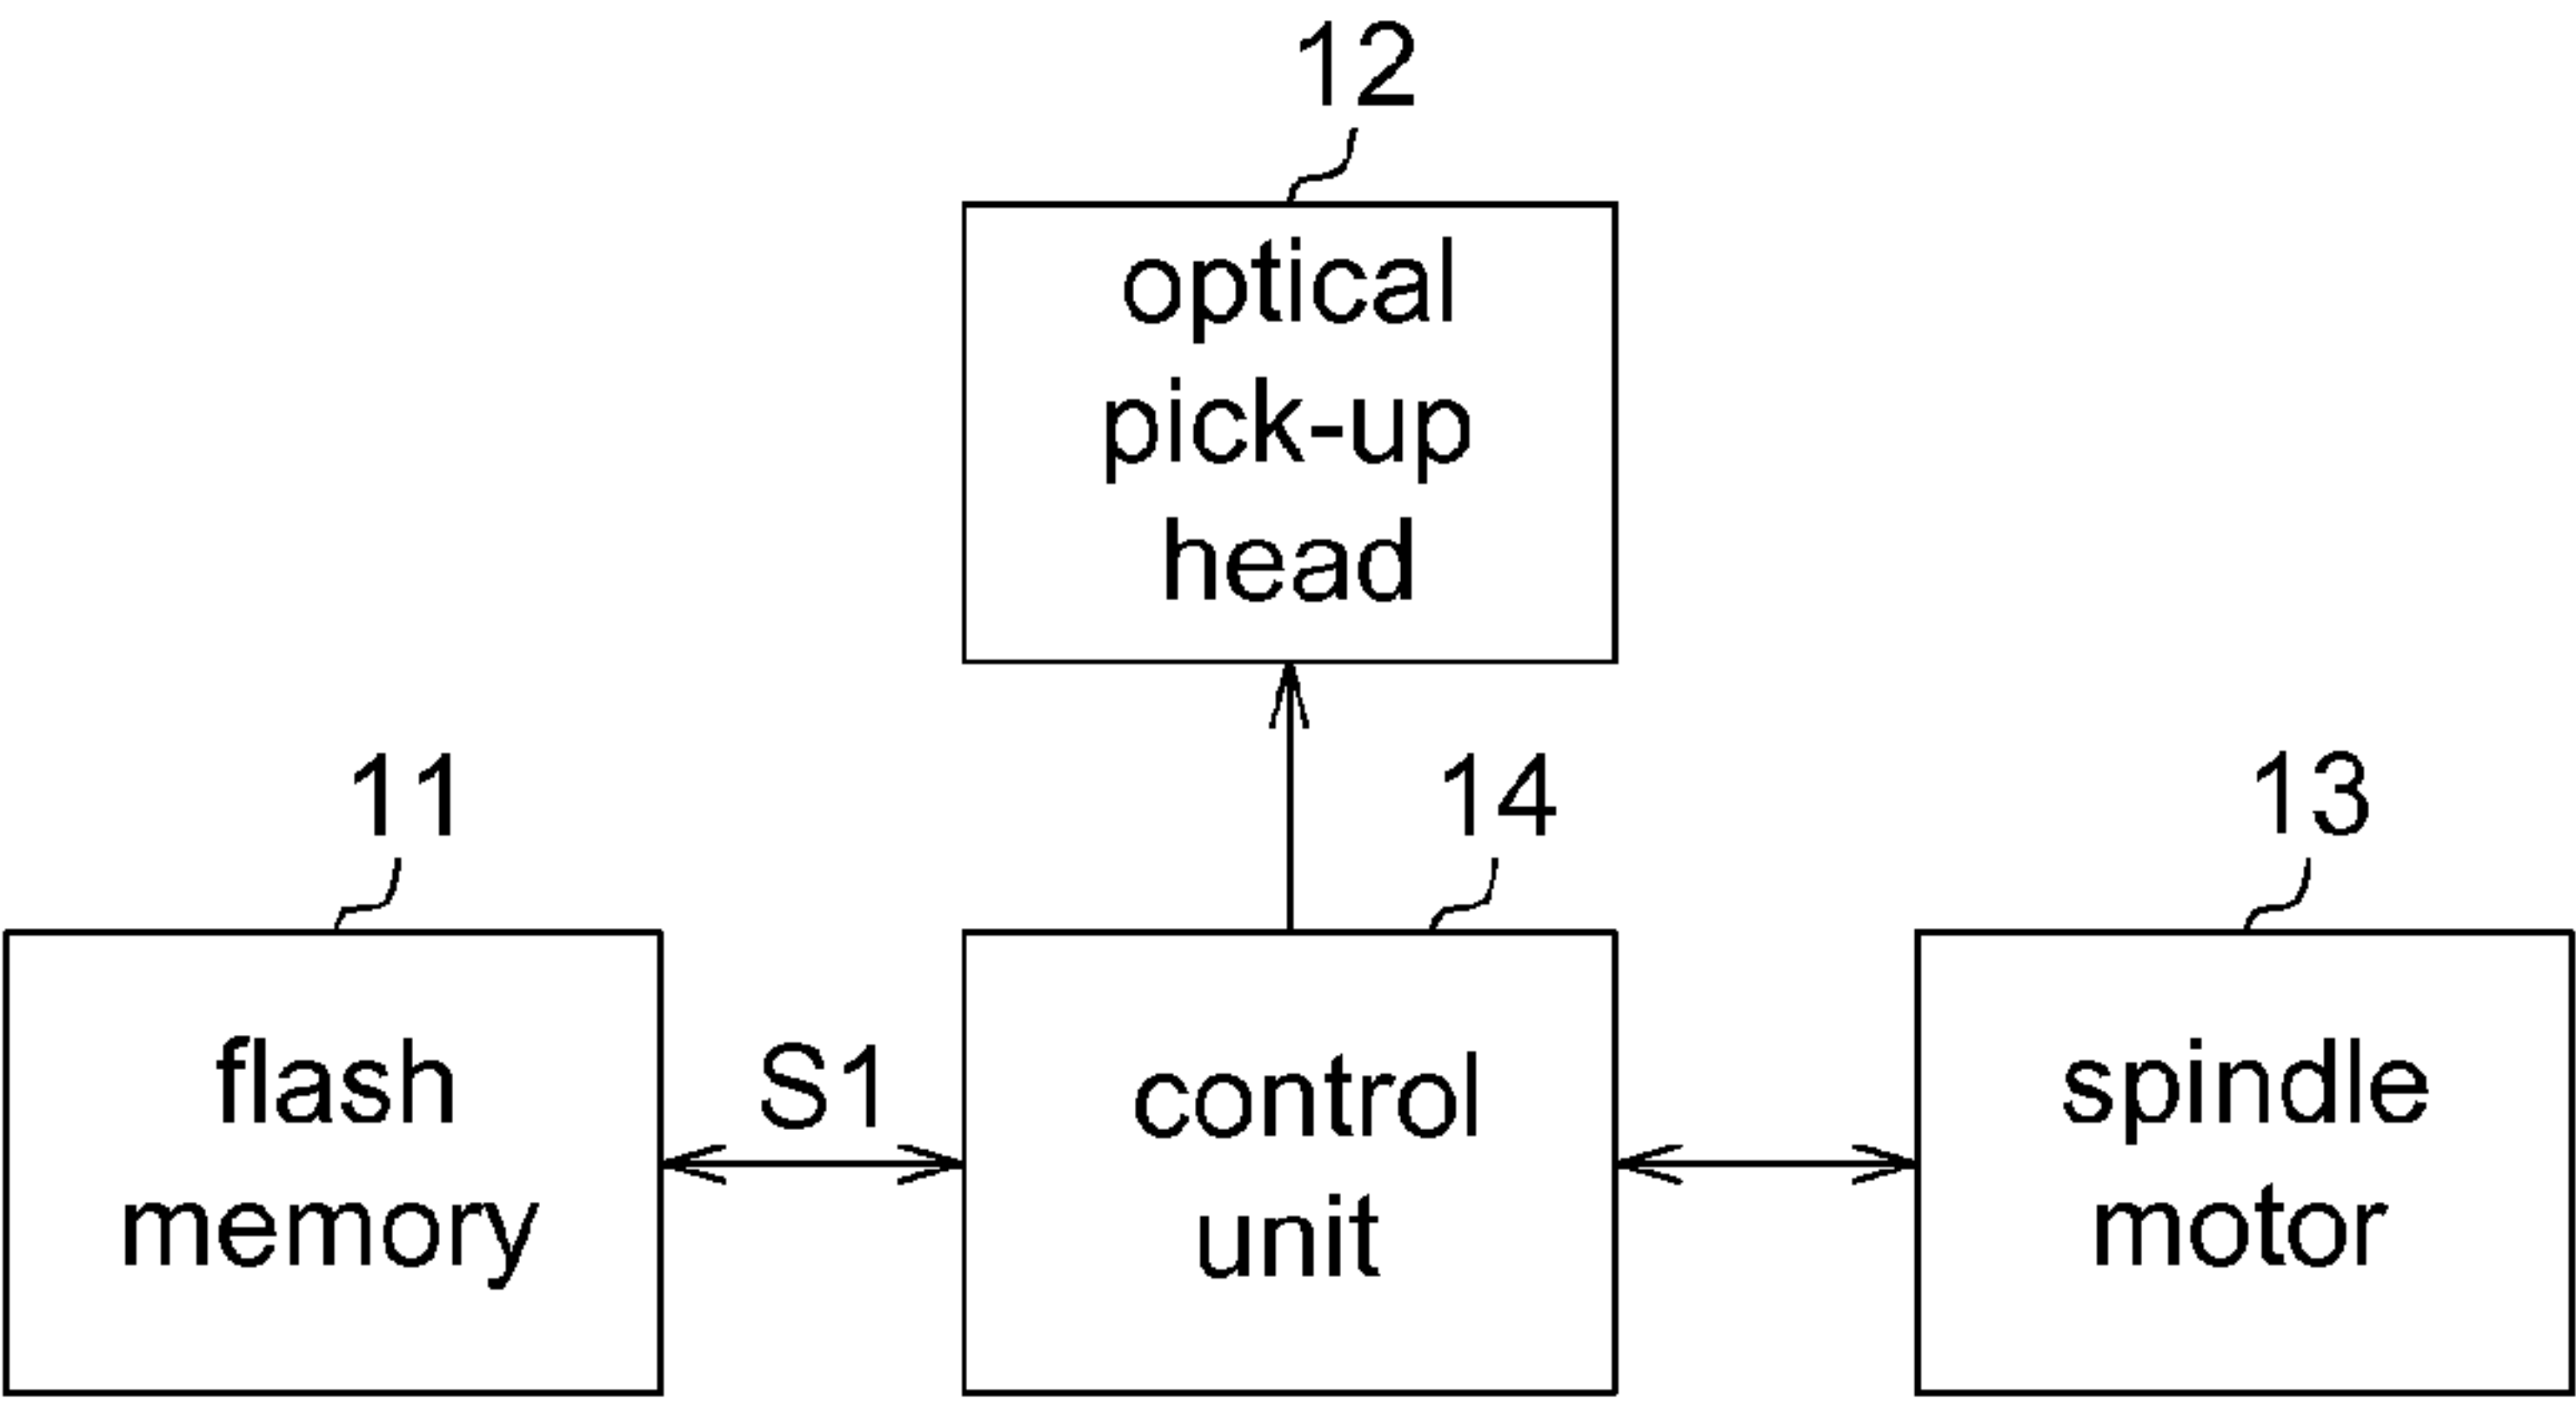 12
optical
pick-up
head
11
14
13
flash
memory
S1
control
unit
spindle
motor